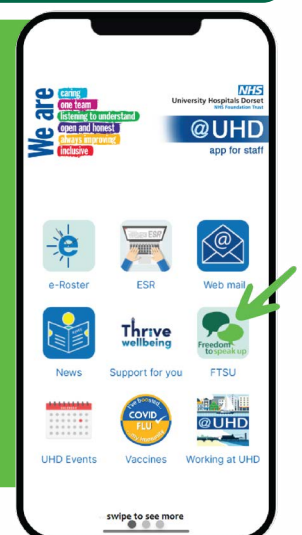 We are
caring
one team
listening to understand
open and honest
always improving
inclusive
NHS
University Hospitals Dorset
NHS Foundation Trust
@UHD
app for staff
e
ESR
@
e-Roster
ESR
Web mail
NEWS
Thrive
wellbeing
Freedom
to speak up
News
Support for you
FTSU
COVID
FLU
@UHD
UHD Events
Vaccines
Working at UHD
swipe to see more